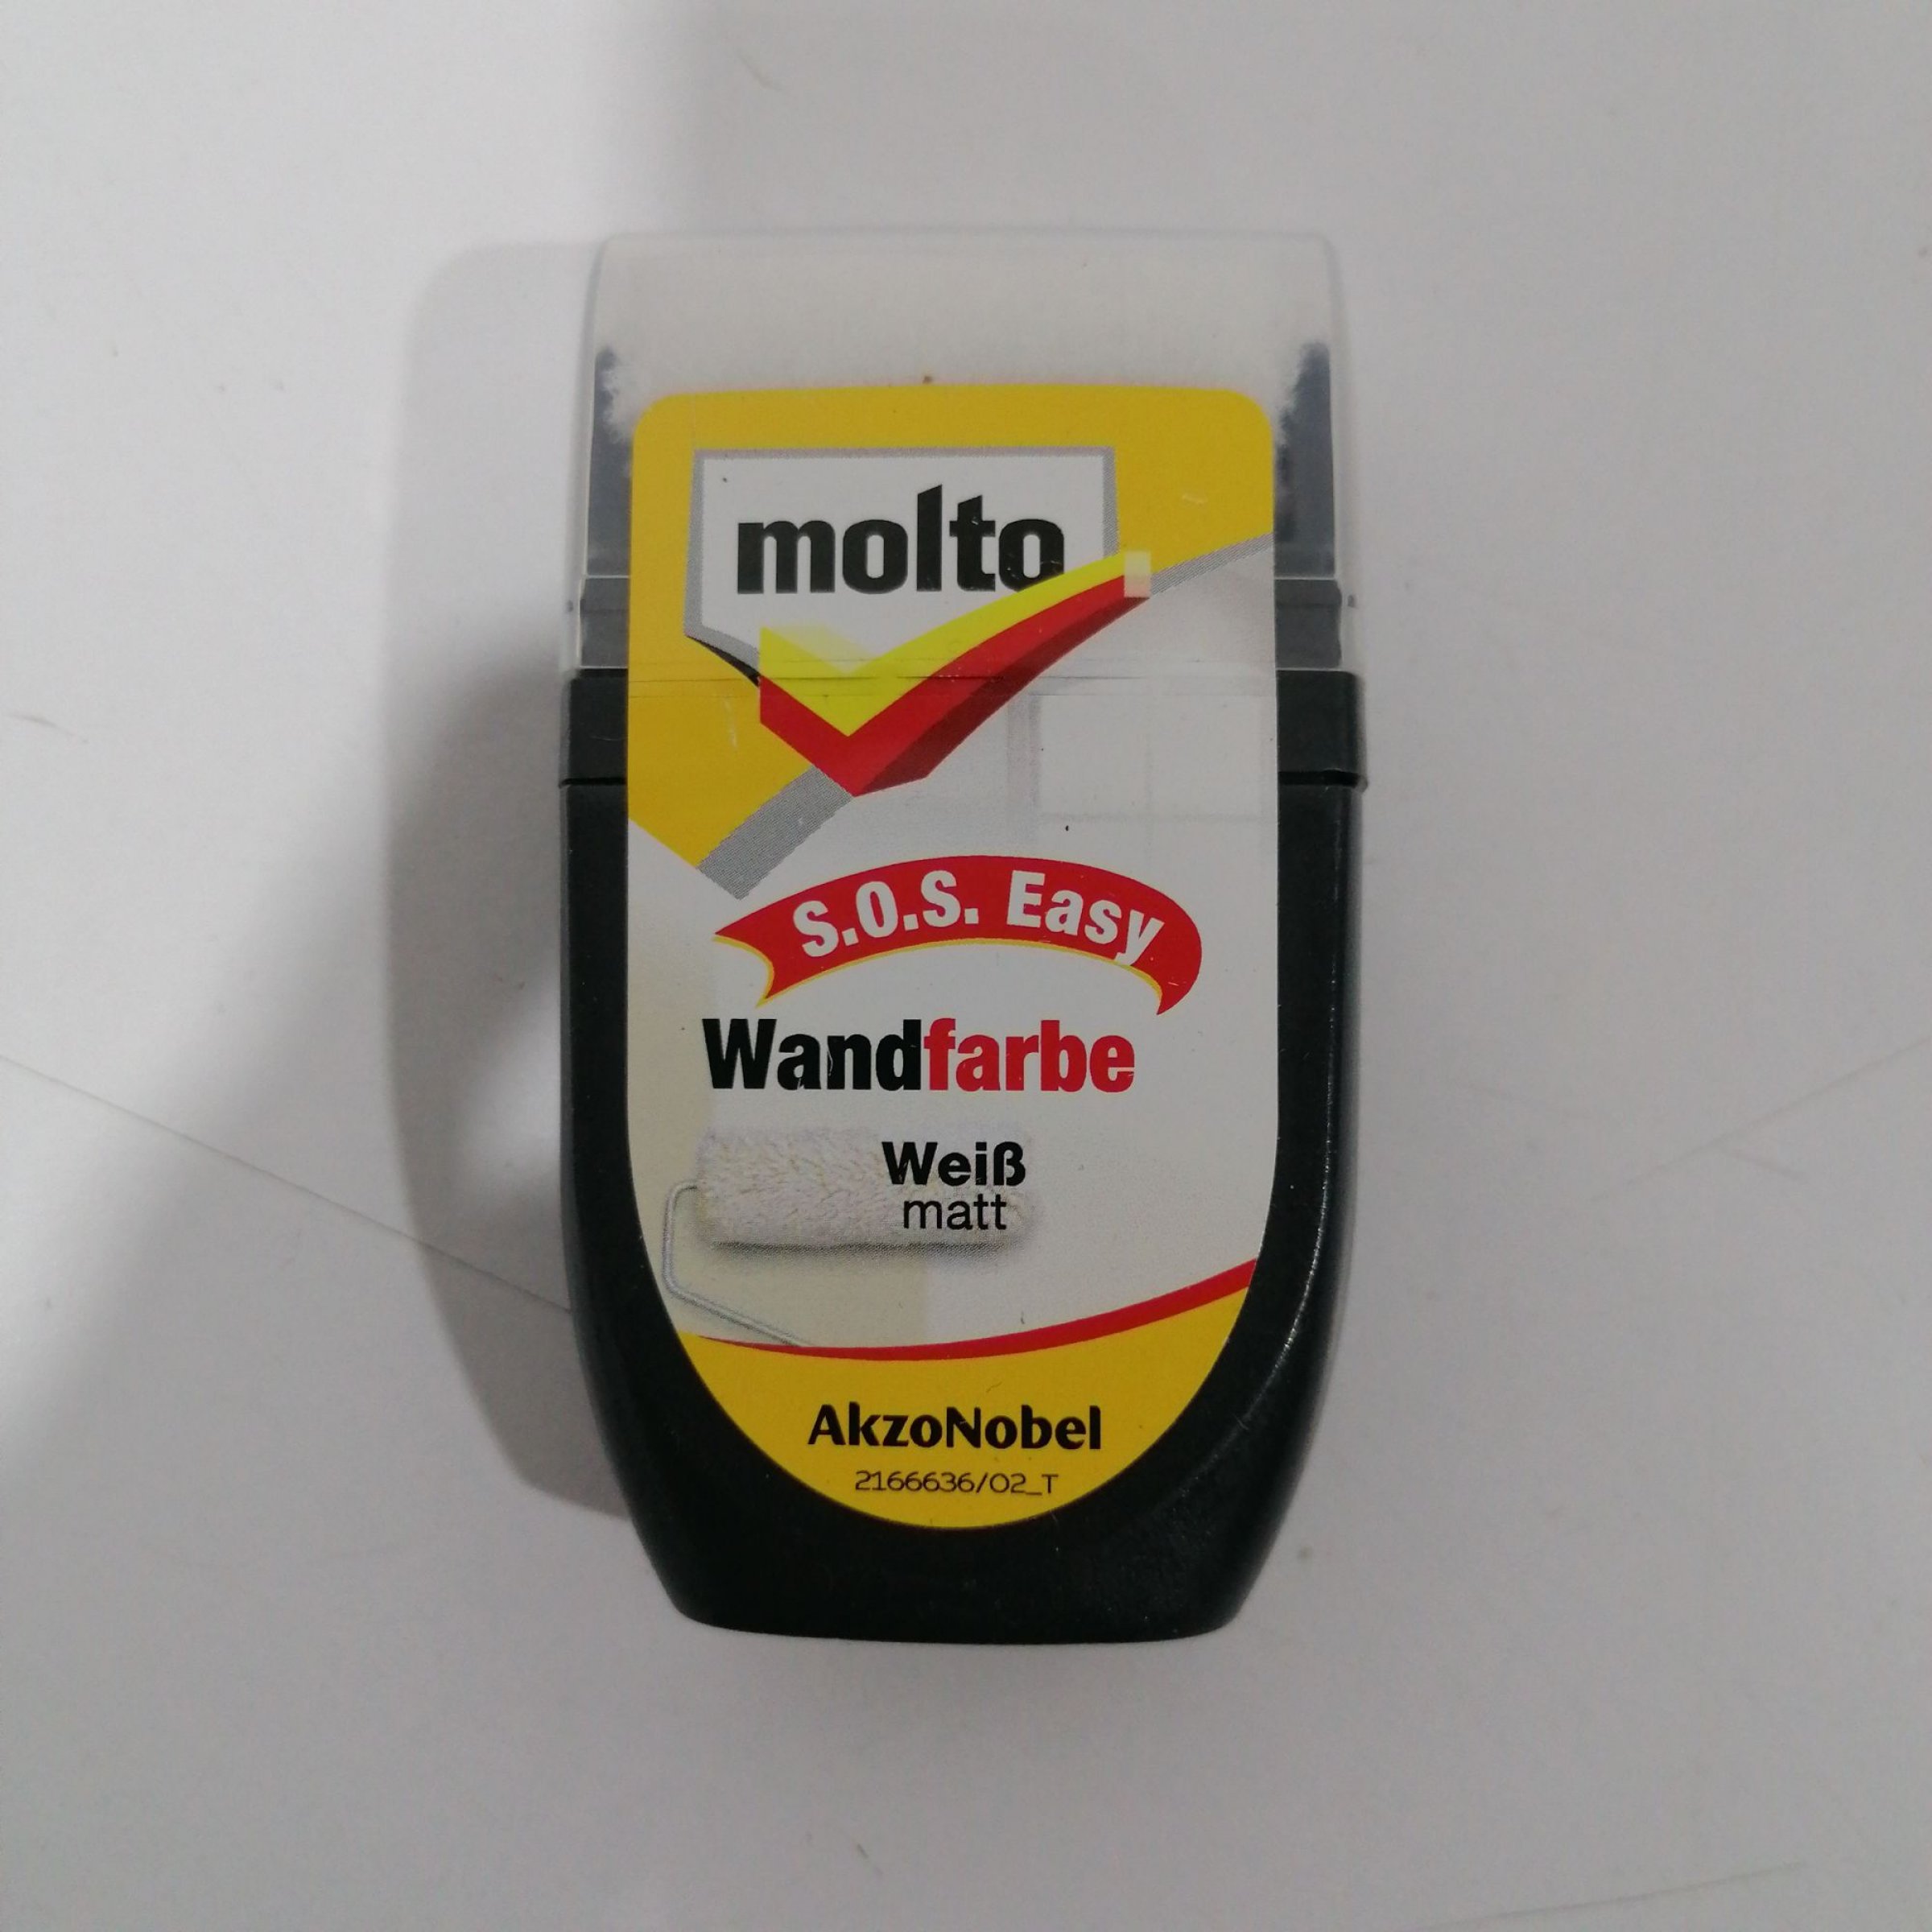 molto
S.O.S. Easy
Wandfarbe
Weiß
matt
AkzoNobel
2166636/02_T